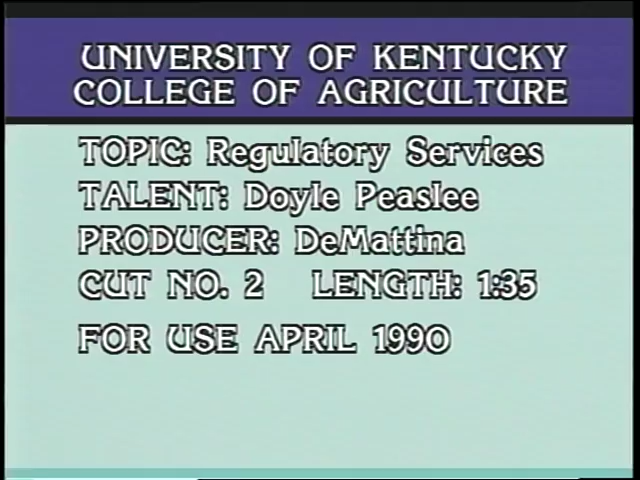 UNIVERSITY OF KENTUCKY
COLLEGE OF AGRICULTURE
TOPIC: Regulatory Services
TALENT: Doyle Peaslee
PRODUCER: DeMattina
CUT NO. 2 LENGTH: 1:35
FOR USE APRIL 1990